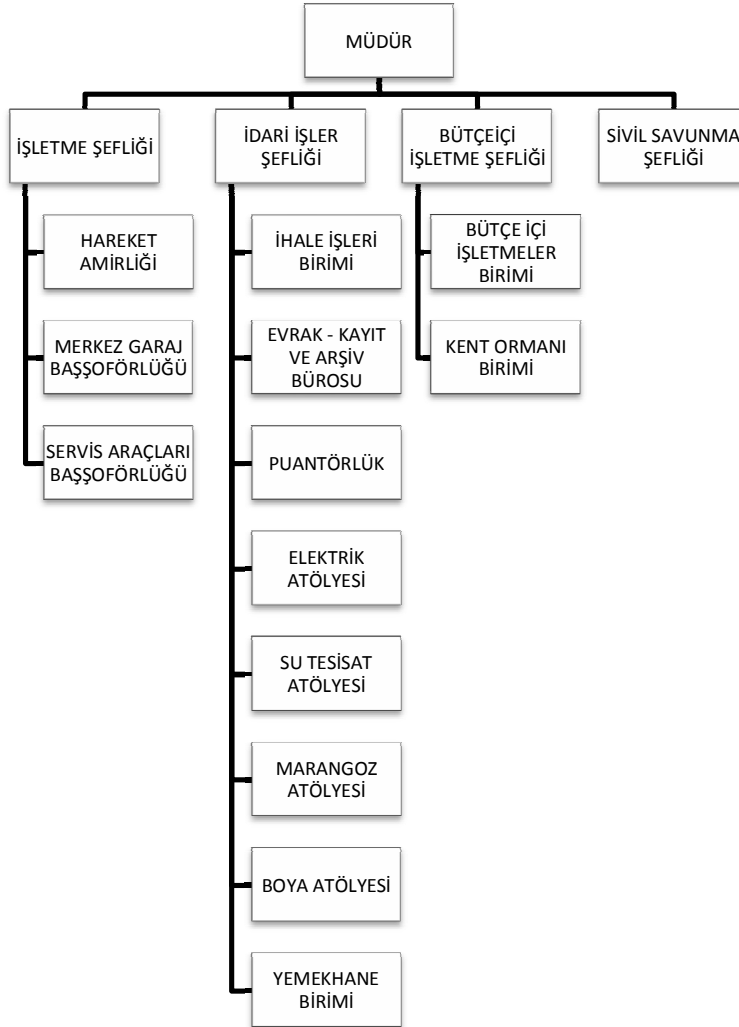 MÜDÜR
İŞLETME ŞEFLİĞİ
HAREKET
AMİRLİĞİ
MERKEZ GARAJ
BAŞŞOFÖRLÜĞÜ
SERVİS ARAÇLARI
BAŞŞOFÖRLÜĞÜ
İDARİ İŞLER
ŞEFLİĞİ
İHALE İŞLERİ
BİRİMİ
EVRAK - KAYIT
VE ARŞİV
BÜROSU
PUANTÖRLÜK
ELEKTRİK
ATÖLYESİ
SU TESİSAT
ATÖLYESİ
MARANGOZ
ATÖLYESİ
BOYA ATÖLYESİ
YEMEKHANE
BİRİMİ
BÜTÇEİÇİ
İŞLETME ŞEFLİĞİ
BÜTÇE İÇİ
İŞLETMELER
BİRİMİ
KENT ORMANI
BİRİMİ
SİVİL SAVUNMA
ŞEFLİĞİ